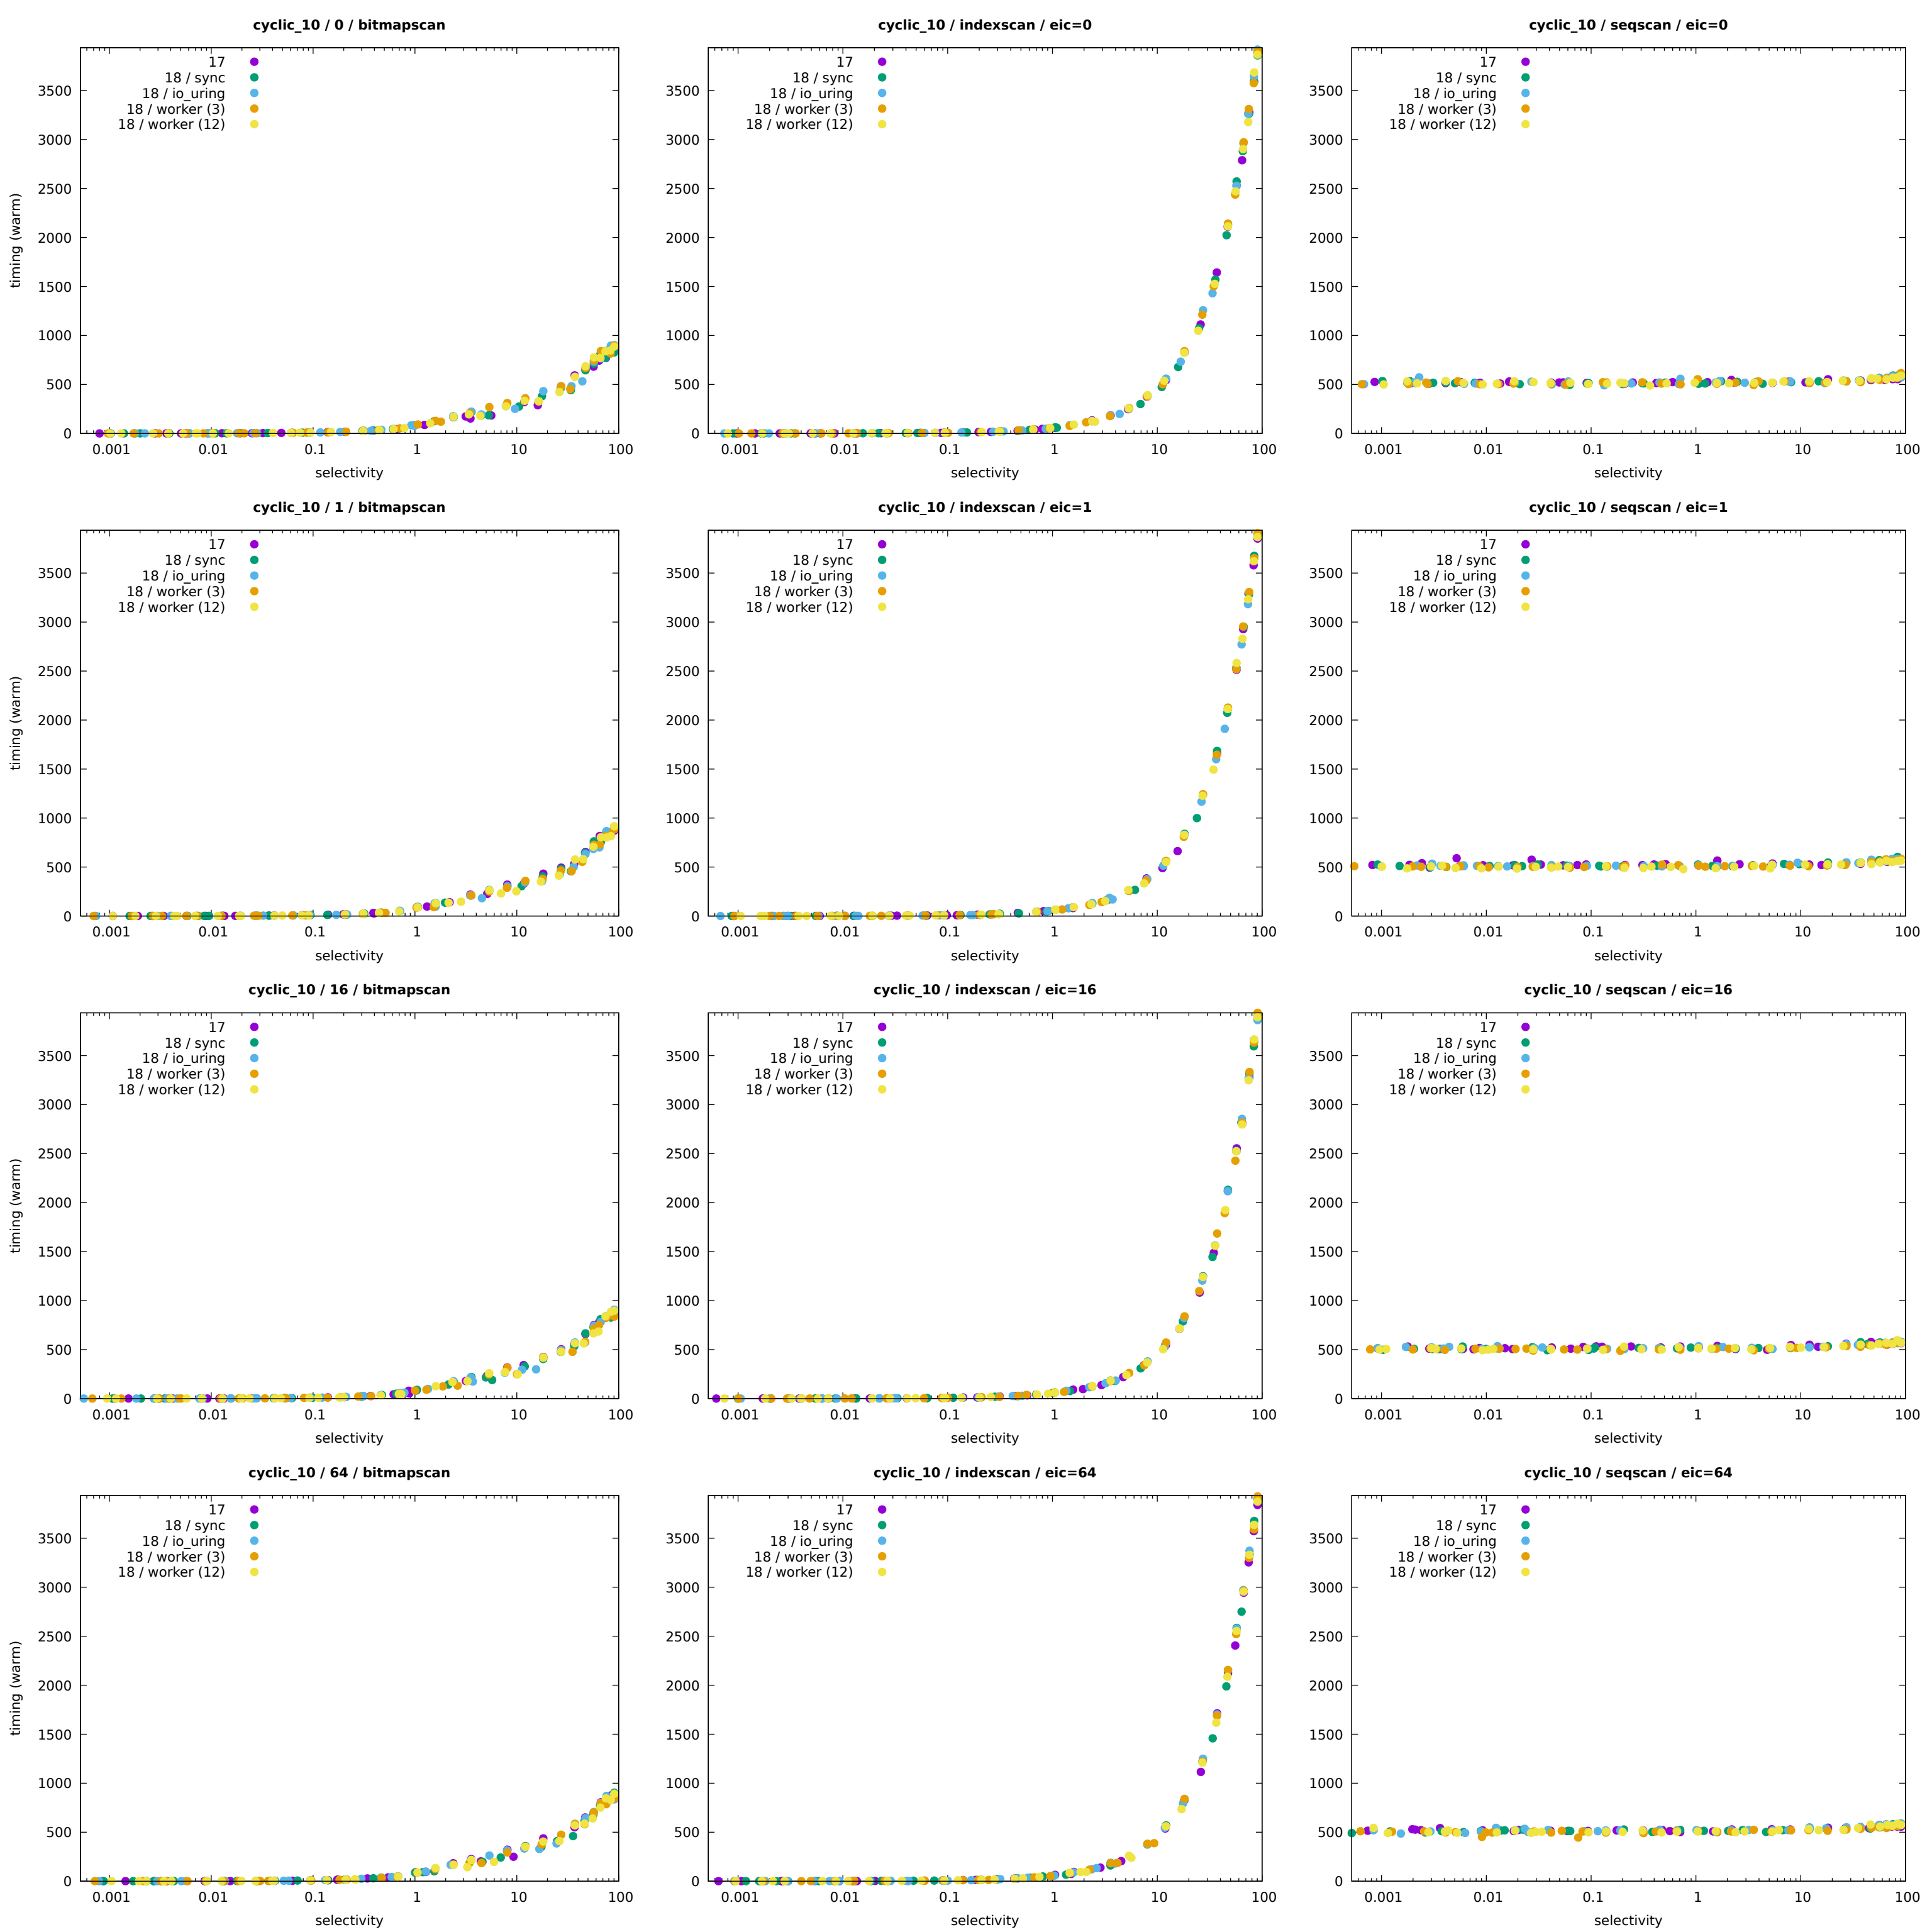 cyclic_10 / 0 / bitmapscan
timing (warm)
17
18 / sync
18 / io_uring
18 / worker (3)
18 / worker (12)
3500
3000
2500
2000
1500
1000
500
0
0.001 0.01 0.1 1 10 100
selectivity
cyclic_10 / indexscan / eic=0
17
18 / sync
18 / io_uring
18 / worker (3)
18 / worker (12)
3500
3000
2500
2000
1500
1000
500
0
0.001 0.01 0.1 1 10 100
selectivity
cyclic_10 / seqscan / eic=0
17
18 / sync
18 / io_uring
18 / worker (3)
18 / worker (12)
3500
3000
2500
2000
1500
1000
500
0
0.001 0.01 0.1 1 10 100
selectivity
cyclic_10 / 1 / bitmapscan
timing (warm)
17
18 / sync
18 / io_uring
18 / worker (3)
18 / worker (12)
3500
3000
2500
2000
1500
1000
500
0
0.001 0.01 0.1 1 10 100
selectivity
cyclic_10 / indexscan / eic=1
17
18 / sync
18 / io_uring
18 / worker (3)
18 / worker (12)
3500
3000
2500
2000
1500
1000
500
0
0.001 0.01 0.1 1 10 100
selectivity
cyclic_10 / seqscan / eic=1
17
18 / sync
18 / io_uring
18 / worker (3)
18 / worker (12)
3500
3000
2500
2000
1500
1000
500
0
0.001 0.01 0.1 1 10 100
selectivity
cyclic_10 / 16 / bitmapscan
timing (warm)
17
18 / sync
18 / io_uring
18 / worker (3)
18 / worker (12)
3500
3000
2500
2000
1500
1000
500
0
0.001 0.01 0.1 1 10 100
selectivity
cyclic_10 / indexscan / eic=16
17
18 / sync
18 / io_uring
18 / worker (3)
18 / worker (12)
3500
3000
2500
2000
1500
1000
500
0
0.001 0.01 0.1 1 10 100
selectivity
cyclic_10 / seqscan / eic=16
17
18 / sync
18 / io_uring
18 / worker (3)
18 / worker (12)
3500
3000
2500
2000
1500
1000
500
0
0.001 0.01 0.1 1 10 100
selectivity
cyclic_10 / 64 / bitmapscan
timing (warm)
17
18 / sync
18 / io_uring
18 / worker (3)
18 / worker (12)
3500
3000
2500
2000
1500
1000
500
0
0.001 0.01 0.1 1 10 100
selectivity
cyclic_10 / indexscan / eic=64
17
18 / sync
18 / io_uring
18 / worker (3)
18 / worker (12)
3500
3000
2500
2000
1500
1000
500
0
0.001 0.01 0.1 1 10 100
selectivity
cyclic_10 / seqscan / eic=64
17
18 / sync
18 / io_uring
18 / worker (3)
18 / worker (12)
3500
3000
2500
2000
1500
1000
500
0
0.001 0.01 0.1 1 10 100
selectivity